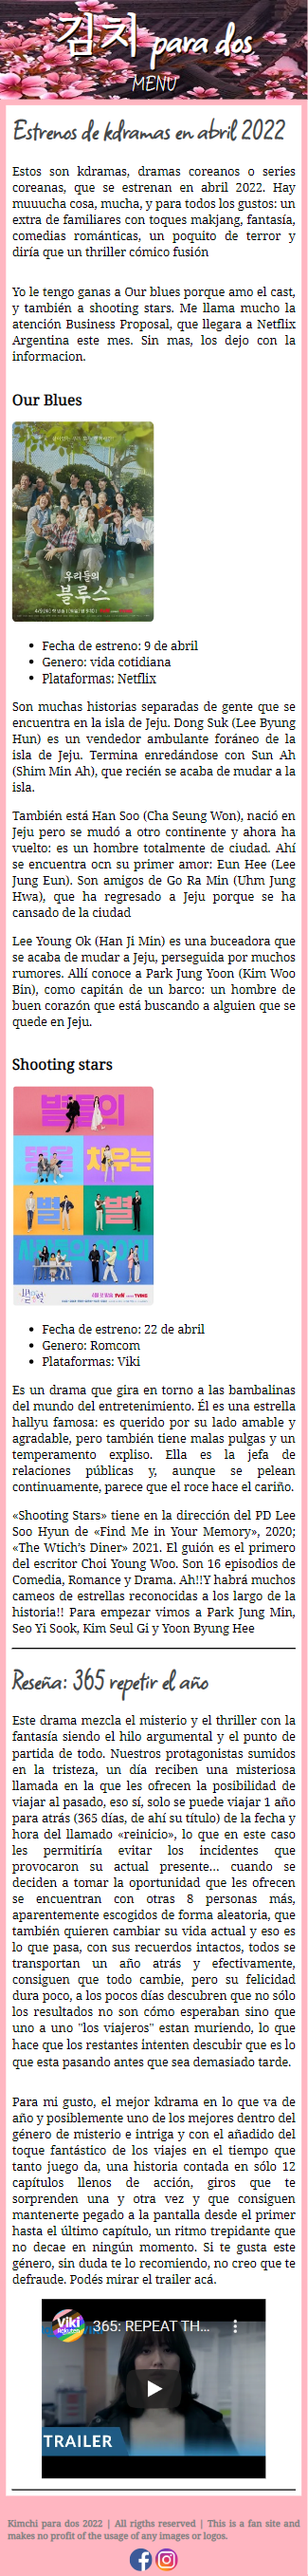 김치 para dos
MENU
Estrenos de kdramas en abril 2022
Estos son kdramas, dramas coreanos o series
coreanas, que se estrenan en abril 2022. Hay
muuucha cosa, mucha, y para todos los gustos: un
extra de familiares con toques makjang, fantasía,
comedias románticas, un poquito de terror y
diría que un thriller cómico fusión
Yo le tengo ganas a Our blues porque amo el cast,
y también a shooting stars. Me llama mucho la
atención Business Proposal, que llegara a Netflix
Argentina este mes. Sin mas, los dejo con la
informacion.
Our Blues
우리들의
블루스
Fecha de estreno: 9 de abril
Genero: vida cotidiana
Plataformas: Netflix
Son muchas historias separadas de gente que se
encuentra en la isla de Jeju. Dong Suk (Lee Byung
Hun) es un vendedor ambulante foráneo de la
isla de Jeju. Termina enredándose con Sun Ah
(Shim Min Ah), que recién se acaba de mudar a la
isla.
También está Han Soo (Cha Seung Won), nació en
Jeju pero se mudó a otro continente y ahora ha
vuelto: es un hombre totalmente de ciudad. Ahí
se encuentra ocn su primer amor: Eun Hee (Lee
Jung Eun). Son amigos de Go Ra Min (Uhm Jung
Hwa), que ha regresado a Jeju porque se ha
cansado de la ciudad
Lee Young Ok (Han Ji Min) es una buceadora que
se acaba de mudar a Jeju, perseguida por muchos
rumores. Allí conoce a Park Jung Yoon (Kim Woo
Bin), como capitán de un barco: un hombre de
buen corazón que está buscando a alguien que se
quede en Jeju.
Shooting stars
별들의
똥을 치우는
별 별
사람들의 이야기
Fecha de estreno: 22 de abril
Genero: Romcom
Plataformas: Viki
Es un drama que gira en torno a las bambalinas
del mundo del entretenimiento. Él es una estrella
hallyu famosa: es querido por su lado amable y
agradable, pero también tiene malas pulgas y un
temperamento expliso. Ella es la jefa de
relaciones públicas y, aunque se pelean
continuamente, parece que el roce hace el cariño.
«Shooting Stars» tiene en la dirección del PD Lee
Soo Hyun de «Find Me in Your Memory», 2020;
«The Wtich's Diner» 2021. El guión es el primero
del escritor Choi Young Woo. Son 16 episodios de
Comedia, Romance y Drama. Ah!!Y habrá muchos
cameos de estrellas reconocidas a los largo de la
historia!! Para empezar vimos a Park Jung Min,
Seo Yi Sook, Kim Seul Gi y Yoon Byung Hee
Reseña: 365 repetir el año
Este drama mezcla el misterio y el thriller con la
fantasía siendo el hilo argumental y el punto de
partida de todo. Nuestros protagonistas sumidos
en la tristeza, un día reciben una misteriosa
llamada en la que les ofrecen la posibilidad de
viajar al pasado, eso sí, solo se puede viajar 1 año
para atrás (365 días, de ahí su título) de la fecha y
hora del llamado «reinicio», lo que en este caso
les permitiría evitar los incidentes que
provocaron su actual presente... cuando se
deciden a tomar la oportunidad que les ofrecen
se encuentran con otras 8 personas más,
aparentemente escogidos de forma aleatoria, que
también quieren cambiar su vida actual y eso es
lo que pasa, con sus recuerdos intactos, todos se
transportan un año atrás y efectivamente,
consiguen que todo cambie, pero su felicidad
dura poco, a los pocos días descubren que no sólo
los resultados no son cómo esperaban sino que
uno a uno "los viajeros" estan muriendo, lo que
hace que los restantes intenten descubir que es lo
que esta pasando antes que sea demasiado tarde.
Para mi gusto, el mejor kdrama en lo que va de
año y posiblemente uno de los mejores dentro del
género de misterio e intriga y con el añadido del
toque fantástico de los viajes en el tiempo que
tanto juego da, una historia contada en sólo 12
capítulos llenos de acción, giros que te
sorprenden una y otra vez y que consiguen
mantenerte pegado a la pantalla desde el primer
hasta el último capítulo, un ritmo trepidante que
no decae en ningún momento. Si te gusta este
género, sin duda te lo recomiendo, no creo que te
defraude. Podés mirar el trailer acá.
Viki
Rakuten
365: REPEAT TH...
TRAILER
Kimchi para dos 2022 | All rigths reserved | This is a fan site and
makes no profit of the usage of any images or logos.